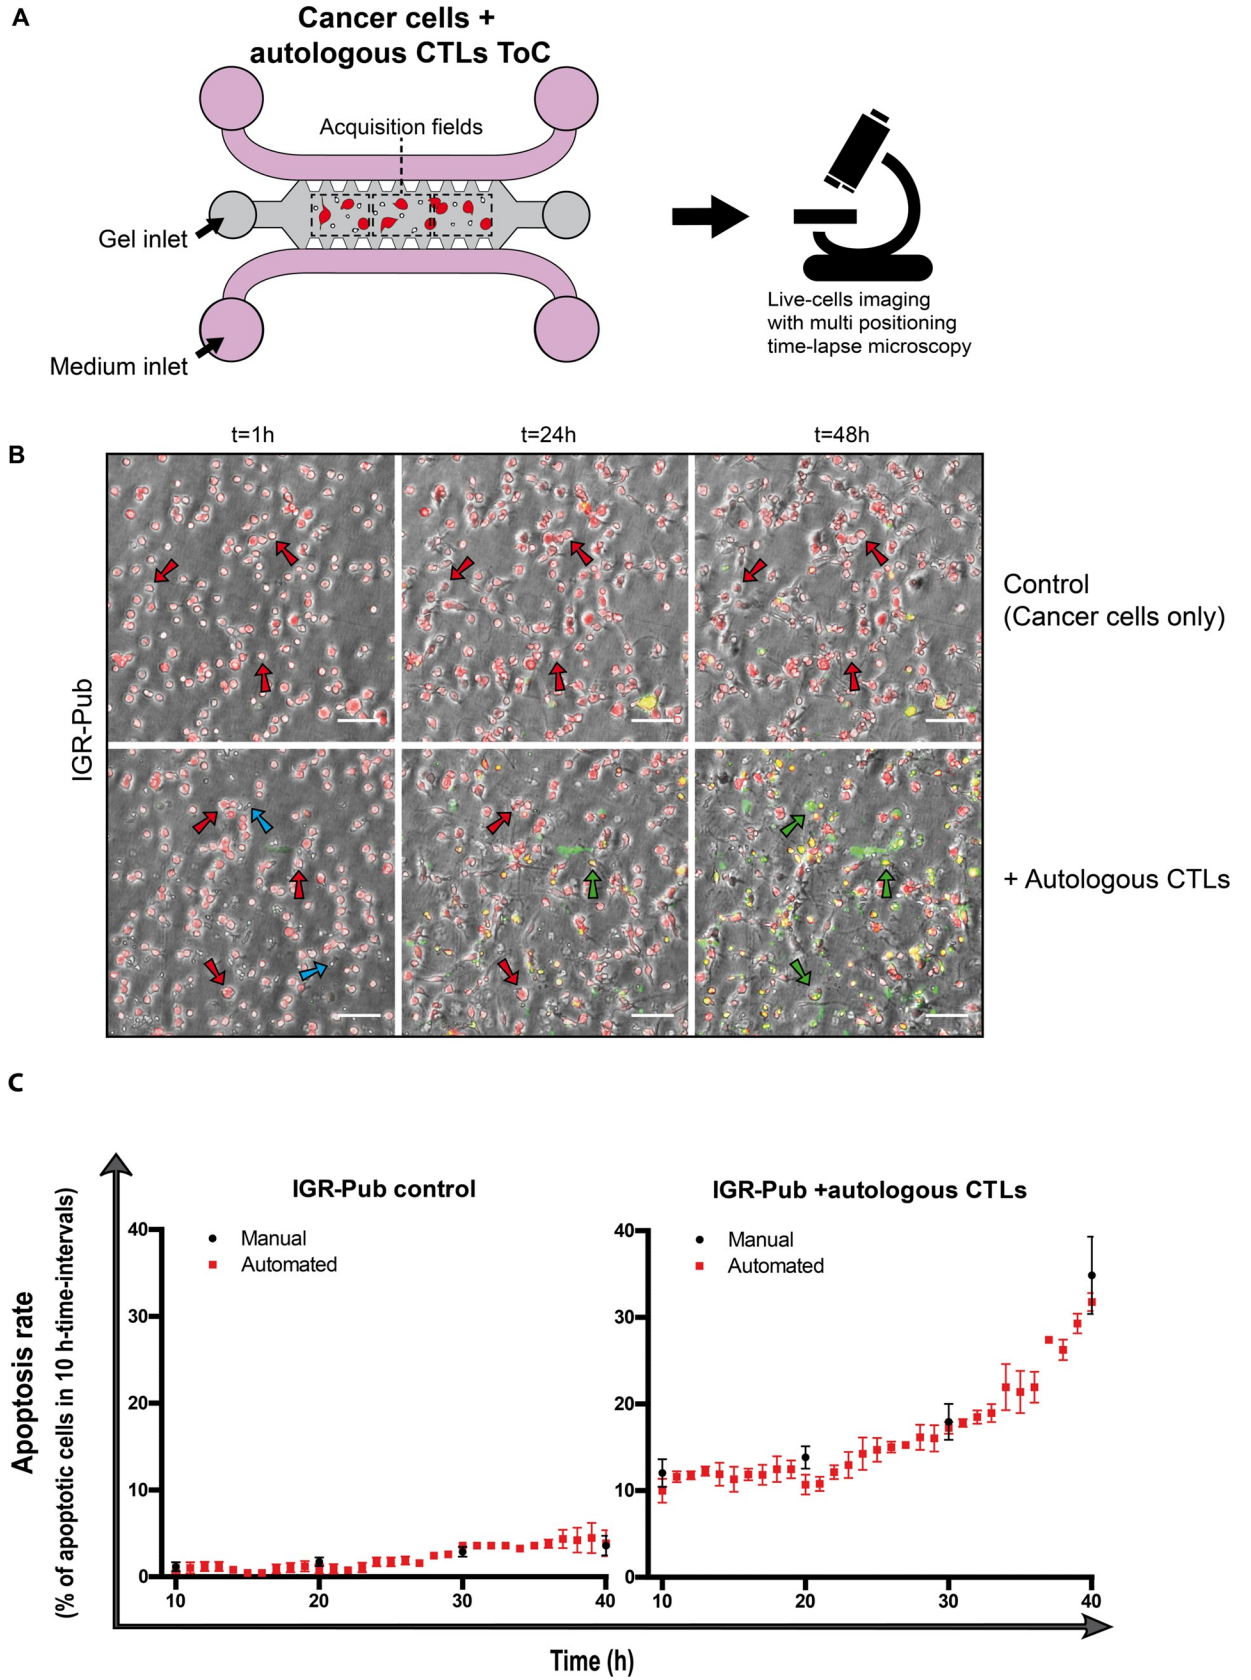 A
Cancer cells +
autologous CTLs ToC
Acquisition fields
Gel inlet
Medium inlet
Live-cells imaging
with multi positioning
time-lapse microscopy
B
t=1h
t=24h
t=48h
IGR-Pub
Control
(Cancer cells only)
+ Autologous CTLs
C
Apoptosis rate
(% of apoptotic cells in 10 h-time-intervals)
IGR-Pub control
Manual
Automated
40
30
20
10
0
10
20
30
40
IGR-Pub +autologous CTLs
Manual
Automated
40
30
20
10
0
10
20
30
40
Time (h)